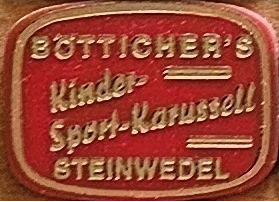 BÖTTICHER'S
Kinder-
Sport-Karussell
STEINWEDEL